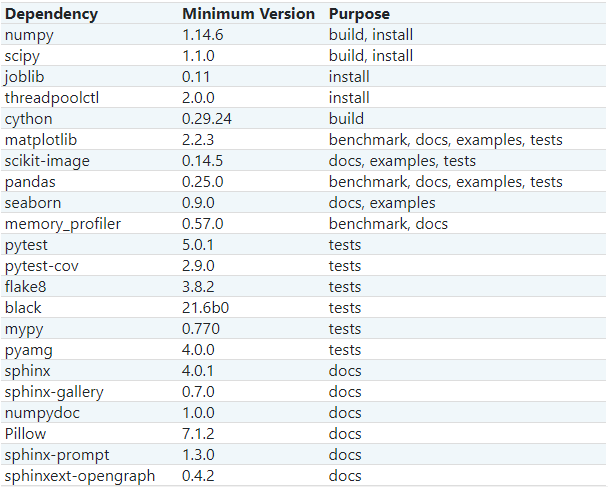 Dependency Minimum Version Purpose
numpy 1.14.6 build, install
scipy 1.1.0 build, install
joblib 0.11 install
threadpoolctl 2.0.0 install
cython 0.29.24 build
matplotlib 2.2.3 benchmark, docs, examples, tests
scikit-image 0.14.5 docs, examples, tests
pandas 0.25.0 benchmark, docs, examples, tests
seaborn 0.9.0 docs, examples
memory_profiler 0.57.0 benchmark, docs
pytest 5.0.1 tests
pytest-cov 2.9.0 tests
flake8 3.8.2 tests
black 21.6b0 tests
mypy 0.770 tests
pyamg 4.0.0 tests
sphinx 4.0.1 docs
sphinx-gallery 0.7.0 docs
numpydoc 1.0.0 docs
Pillow 7.1.2 docs
sphinx-prompt 1.3.0 docs
sphinxext-opengraph 0.4.2 docs